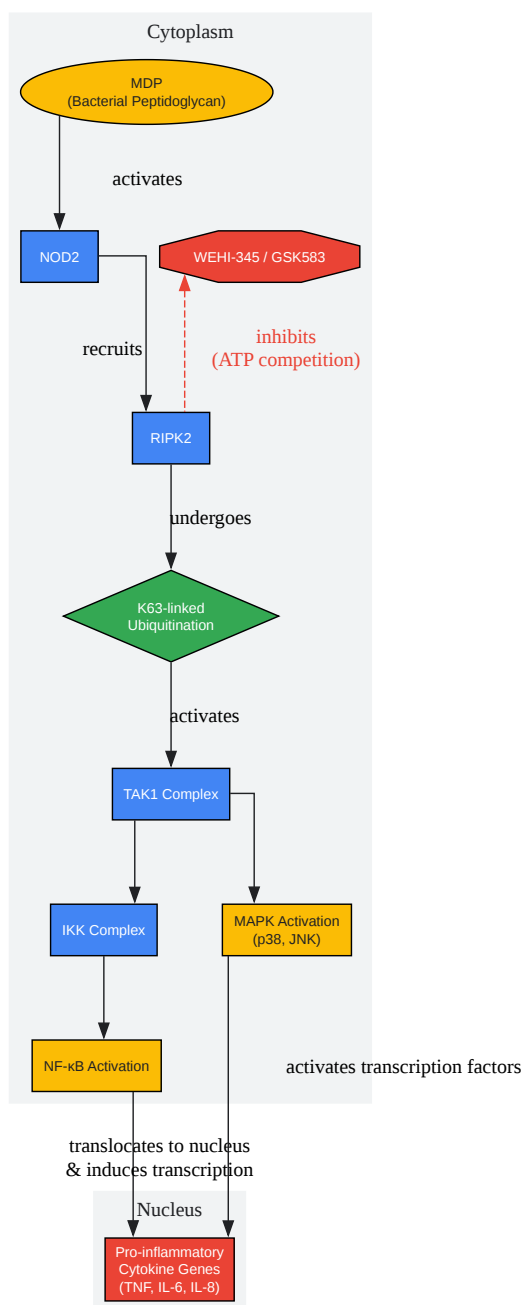 Cytoplasm
MDP
(Bacterial Peptidoglycan)
activates
NOD2
WEHI-345 / GSK583
recruits
inhibits
(ATP competition)
RIPK2
undergoes
K63-linked
Ubiquitination
activates
TAK1 Complex
IKK Complex
MAPK Activation
(p38, JNK)
NF-κB Activation
activates transcription factors
translocates to nucleus
& induces transcription
Nucleus
Pro-inflammatory
Cytokine Genes
(TNF, IL-6, IL-8)